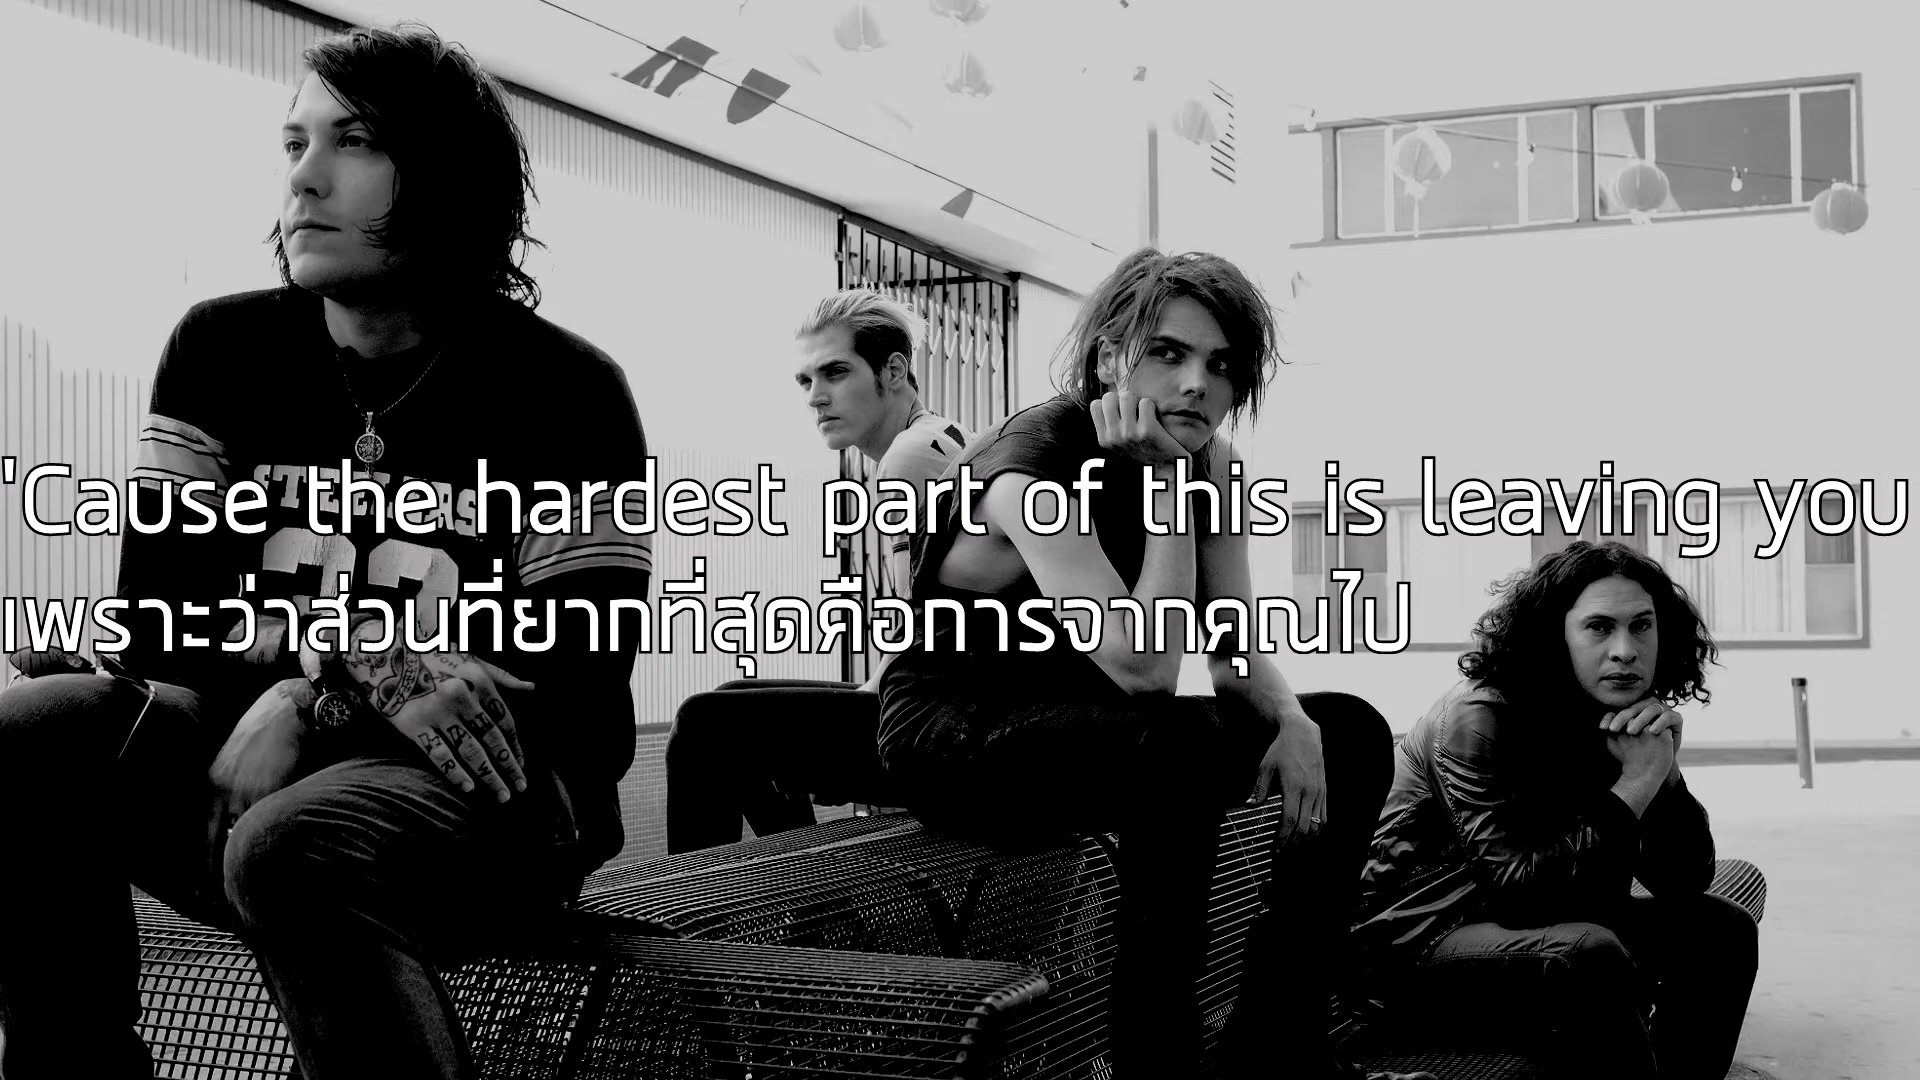 'Cause the hardest part of this is leaving you
เพราะว่าส่วนที่ยากที่สุดคือการจากคุณไป
STEELERS